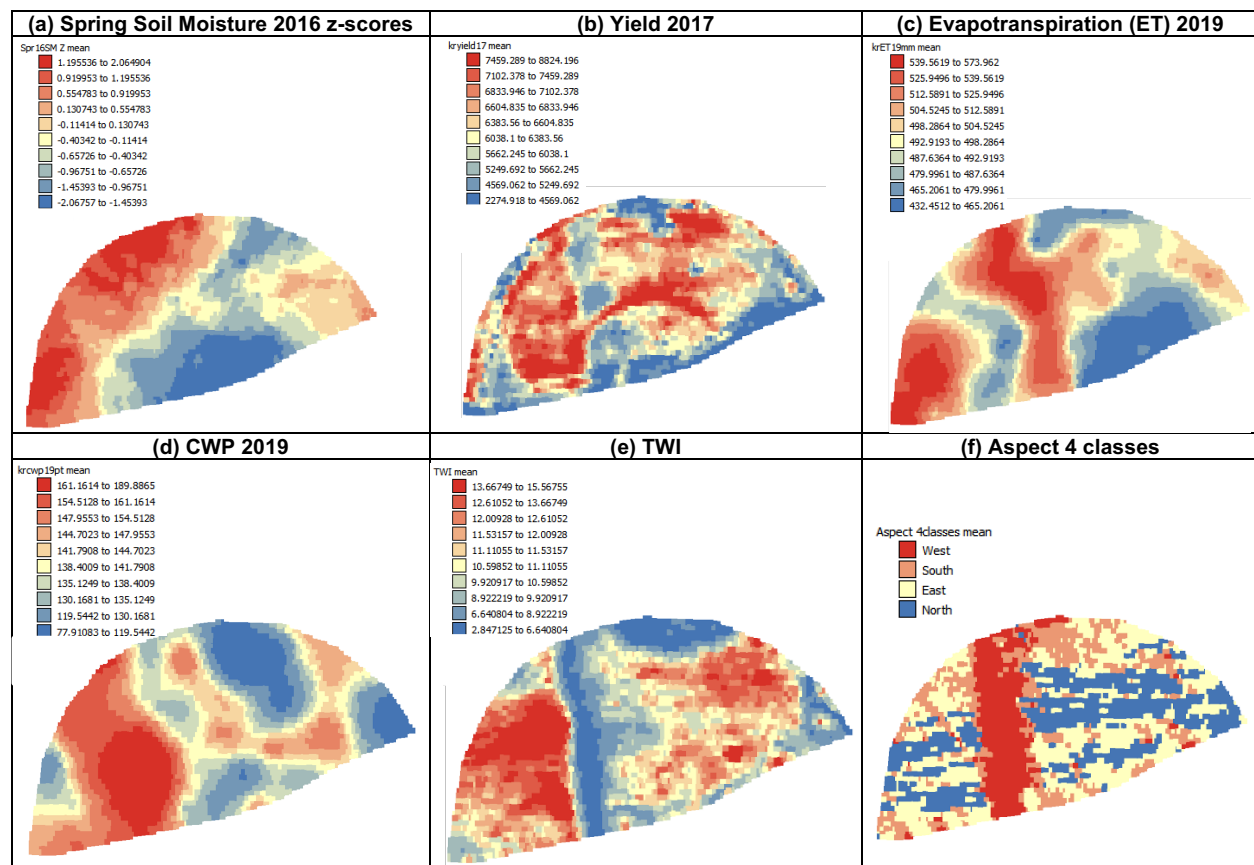 (a) Spring Soil Moisture 2016 z-scores
(b) Yield 2017
(c) Evapotranspiration (ET) 2019
Spr16SM Z mean
1.195536 to 2.064904
0.919953 to 1.195536
0.554783 to 0.919953
0.130743 to 0.554783
-0.11414 to 0.130743
-0.40342 to -0.11414
-0.65726 to -0.40342
-0.96751 to -0.65726
-1.45393 to -0.96751
-2.06757 to -1.45393
kryield17 mean
7459.289 to 8824.196
7102.378 to 7459.289
6833.946 to 7102.378
6604.835 to 6833.946
6383.56 to 6604.835
6038.1 to 6383.56
5662.245 to 6038.1
5249.692 to 5662.245
4569.062 to 5249.692
2274.918 to 4569.062
krET19mm mean
539.5619 to 573.962
525.9496 to 539.5619
512.5891 to 525.9496
504.5245 to 512.5891
498.2864 to 504.5245
492.9193 to 498.2864
487.6364 to 492.9193
479.9961 to 487.6364
465.2061 to 479.9961
432.4512 to 465.2061
(d) CWP 2019
(e) TWI
(f) Aspect 4 classes
krcwp19pt mean
161.1614 to 189.8865
154.5128 to 161.1614
147.9553 to 154.5128
144.7023 to 147.9553
141.7908 to 144.7023
138.4009 to 141.7908
135.1249 to 138.4009
130.1681 to 135.1249
119.5442 to 130.1681
77.91083 to 119.5442
TWI mean
13.66749 to 15.56755
12.61052 to 13.66749
12.00928 to 12.61052
11.53157 to 12.00928
11.11055 to 11.53157
10.59852 to 11.11055
9.920917 to 10.59852
8.922219 to 9.920917
6.640804 to 8.922219
2.847125 to 6.640804
Aspect 4classes mean
West
South
East
North